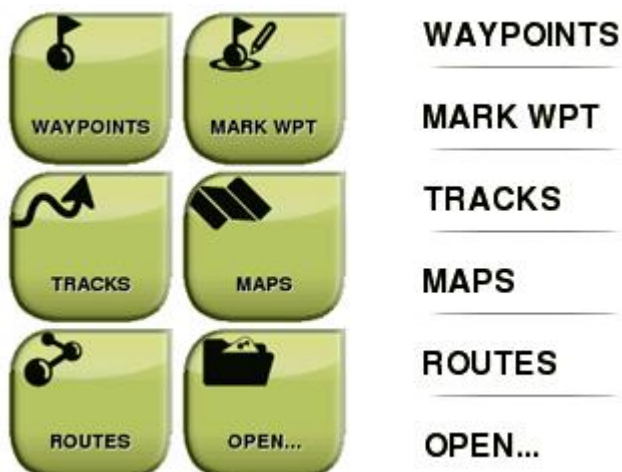 WAYPOINTS
MARK WPT
TRACKS
MAPS
ROUTES
OPEN...
WAYPOINTS
MARK WPT
TRACKS
MAPS
ROUTES
OPEN...